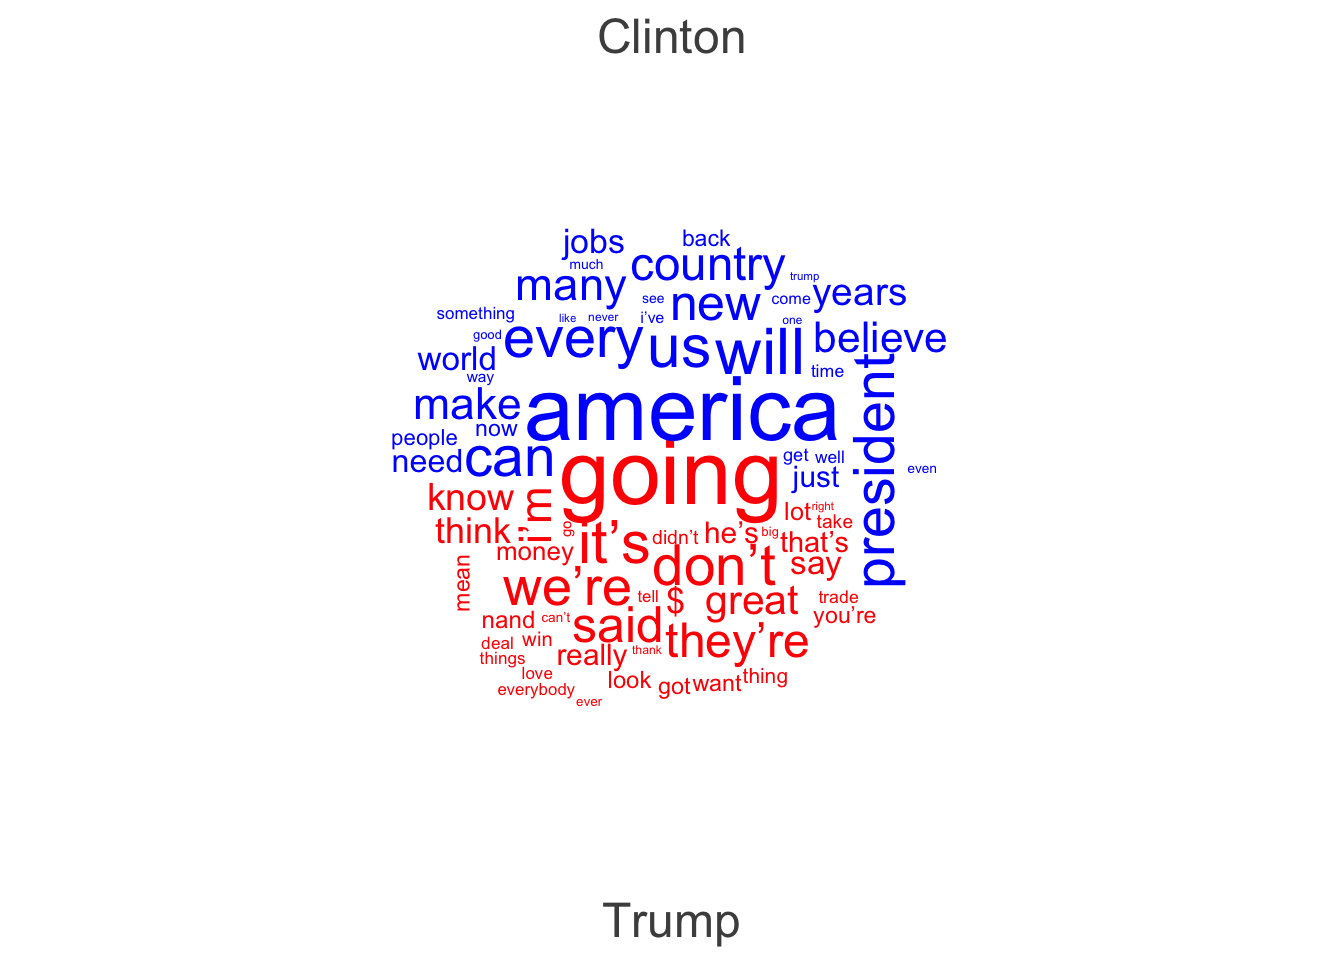 Clinton
jobs back
much country trump
many see new come years
something like never i’ve one
good every us will believe
world time
way
make america president
now
people can get well
need just even
know going lot right
think i'm go it’s didn’t he’s big that’s take
money don’t say
mean we’re tell $ great trade
nand can’t said you’re
deal win they’re
things really thank
love look got want thing
everybody
ever
Trump